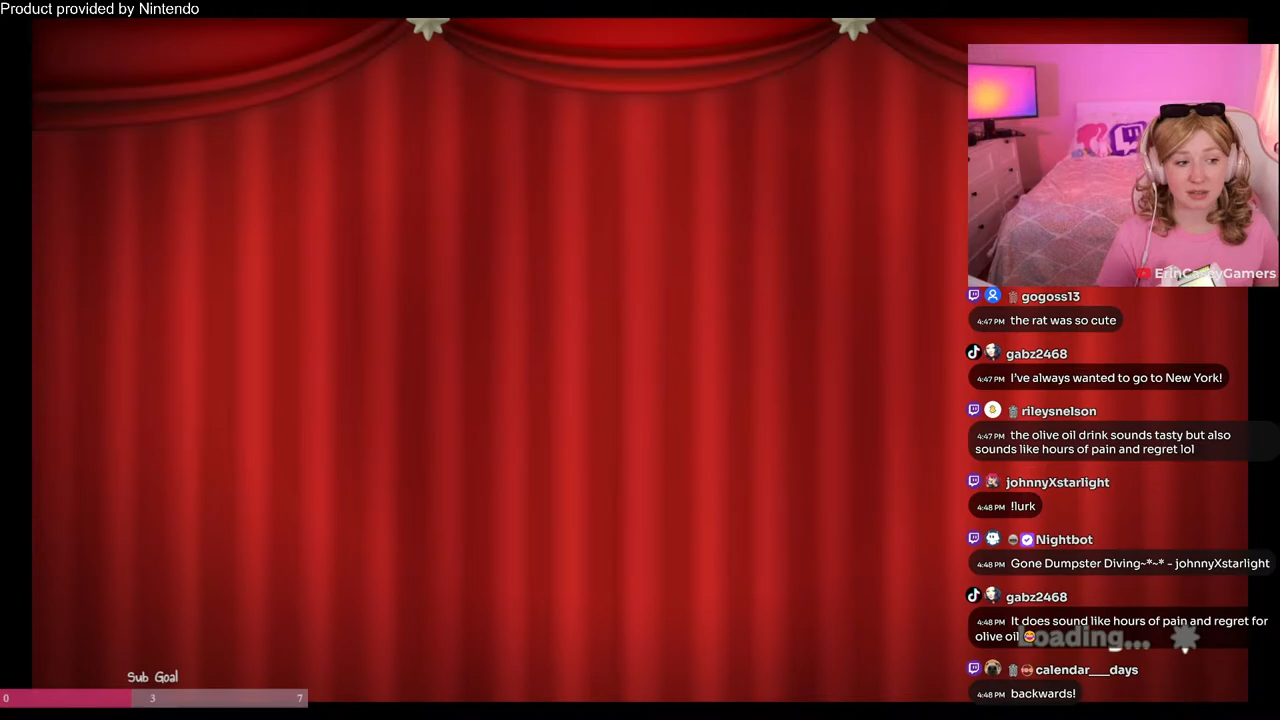 Product provided by Nintendo
ErinCaseyGamers
gogoss13
4:47 PM the rat was so cute
gabz2468
4:47 PM I've always wanted to go to New York!
rileysnelson
4:47 PM the olive oil drink sounds tasty but also
sounds like hours of pain and regret lol
johnnyXstarlight
4:48 PM !lurk
Nightbot
4:48 PM Gone Dumpster Diving~*~* - johnnyXstarlight
gabz2468
4:48 PM It does sound like hours of pain and regret for
olive oil
Loading...
calendar___days
4:48 PM backwards!
Sub Goal
0 3 7